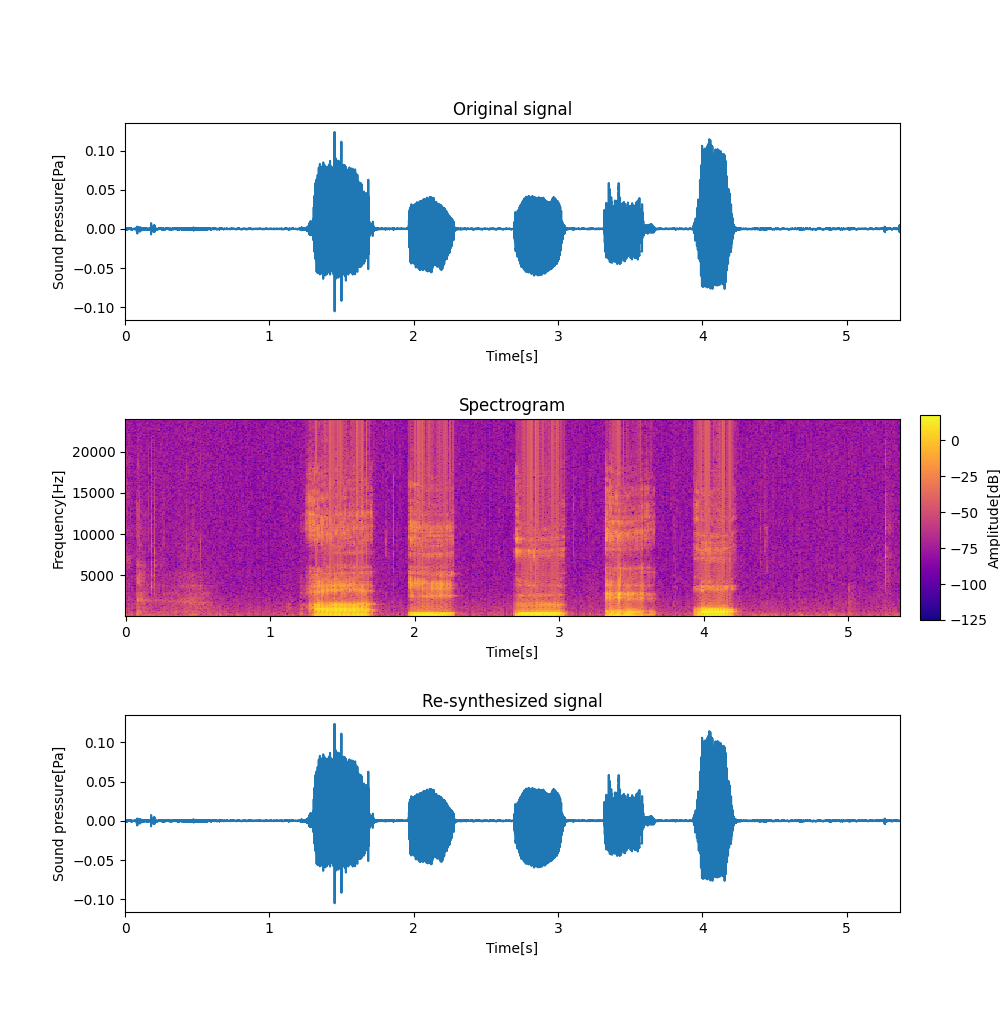 Original signal
Sound pressure[Pa]
0.10
0.05
0.00
−0.05
−0.10
0 1 2 3 4 5
Time[s]
Spectrogram
Frequency[Hz]
20000
15000
10000
5000
0 1 2 3 4 5
Time[s]
0
−25
−50
−75
−100
−125
Amplitude[dB]
Re-synthesized signal
Sound pressure[Pa]
0.10
0.05
0.00
−0.05
−0.10
0 1 2 3 4 5
Time[s]